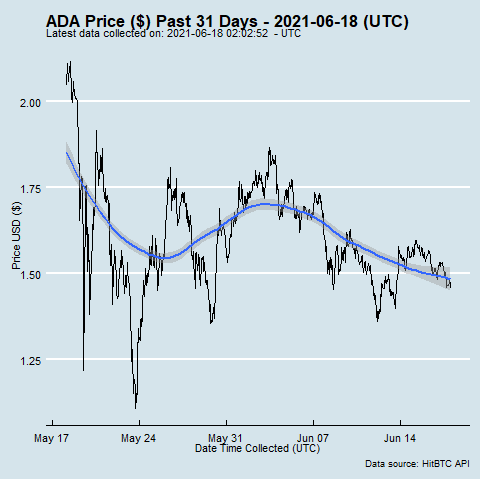 ADA Price ($) Past 31 Days - 2021-06-18 (UTC)
Latest data collected on: 2021-06-18 02:02:52 - UTC
Price USD ($)
2.00
1.75
1.50
1.25
May 17 May 24 May 31 Jun 07 Jun 14
Date Time Collected (UTC)
Data source: HitBTC API